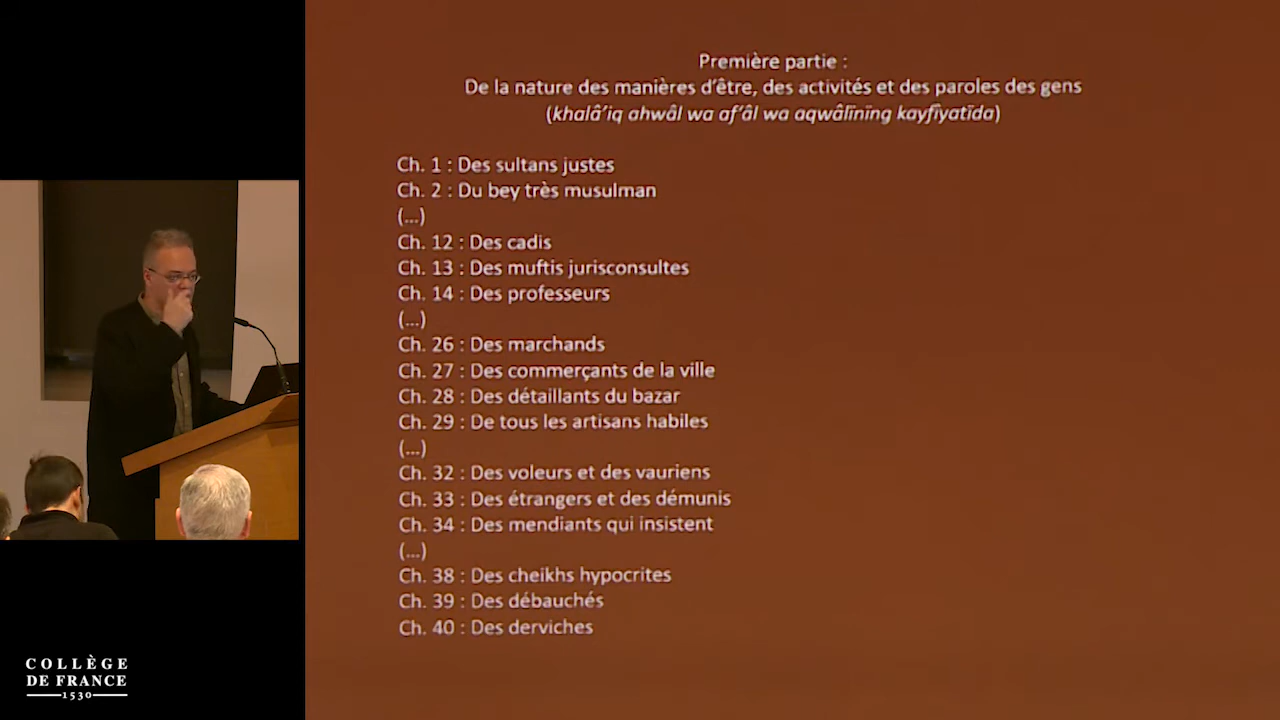 Première partie :
De la nature des manières d'être, des activités et des paroles des gens
(khalâ'iq ahwâl wa af'âl wa aqwâlïnïng kayfïyatïda)
Ch. 1 : Des sultans justes
Ch. 2 : Du bey très musulman
(...)
Ch. 12 : Des cadis
Ch. 13 : Des muftis jurisconsultes
Ch. 14 : Des professeurs
(...)
Ch. 26 : Des marchands
Ch. 27 : Des commerçants de la ville
Ch. 28 : Des détaillants du bazar
Ch. 29 : De tous les artisans habiles
(...)
Ch. 32 : Des voleurs et des vauriens
Ch. 33 : Des étrangers et des démunis
Ch. 34 : Des mendiants qui insistent
(...)
Ch. 38 : Des cheikhs hypocrites
Ch. 39 : Des débauchés
Ch. 40 : Des derviches
COLLÈGE
DE FRANCE
1530